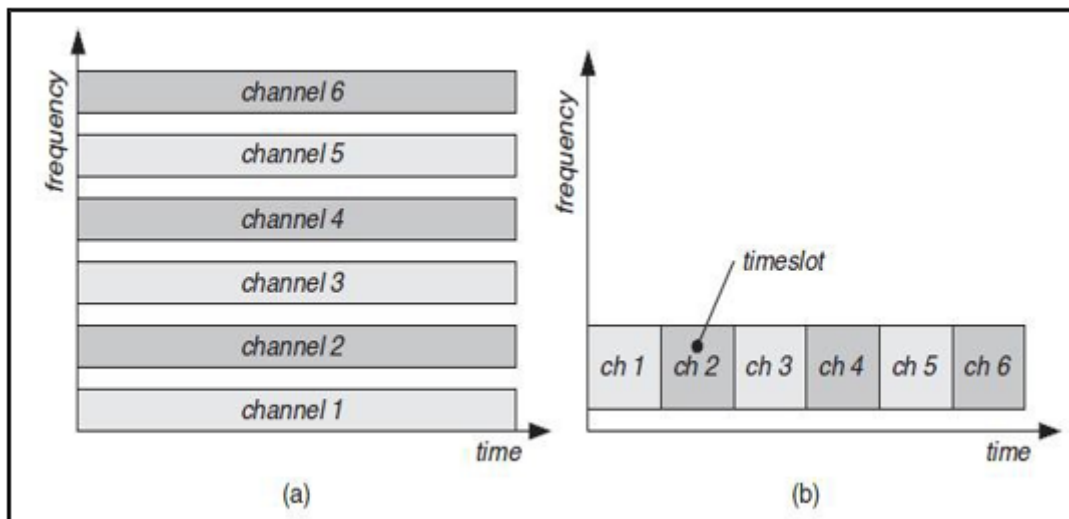 frequency
channel 6
channel 5
channel 4
channel 3
channel 2
channel 1
time
(a)
frequency
timeslot
ch 1 ch 2 ch 3 ch 4 ch 5 ch 6
time
(b)